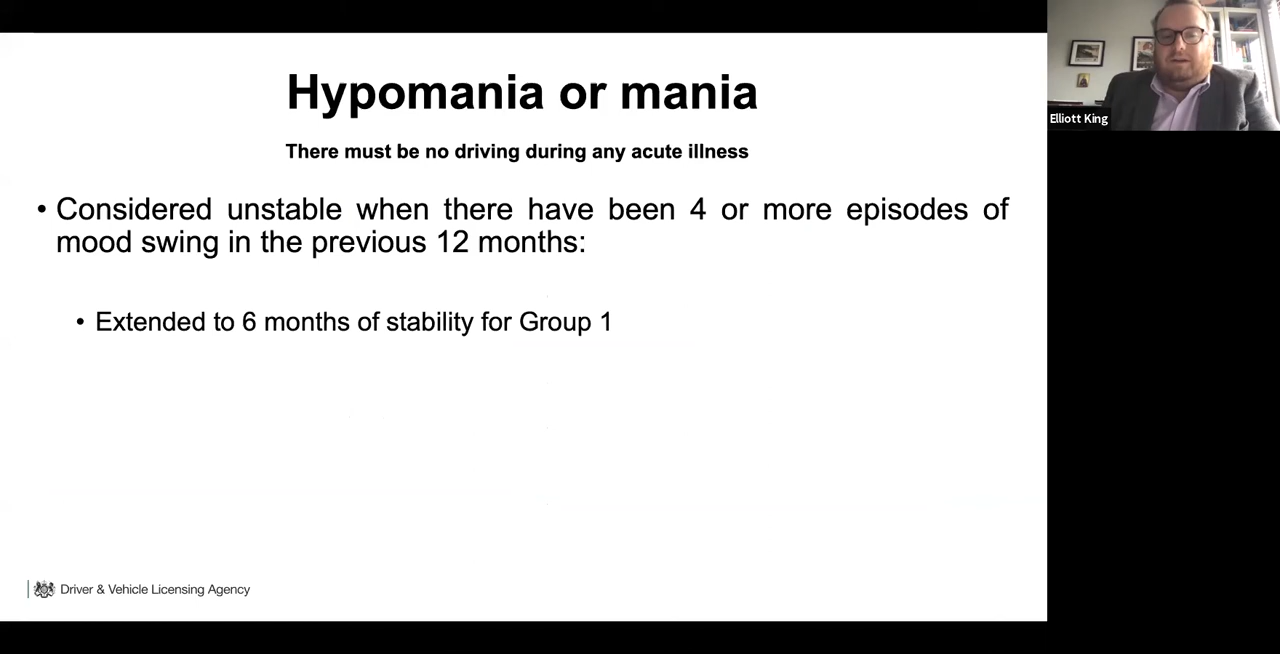 Hypomania or mania
There must be no driving during any acute illness
• Considered unstable when there have been 4 or more episodes of
mood swing in the previous 12 months:
• Extended to 6 months of stability for Group 1
Driver & Vehicle Licensing Agency
Elliott King